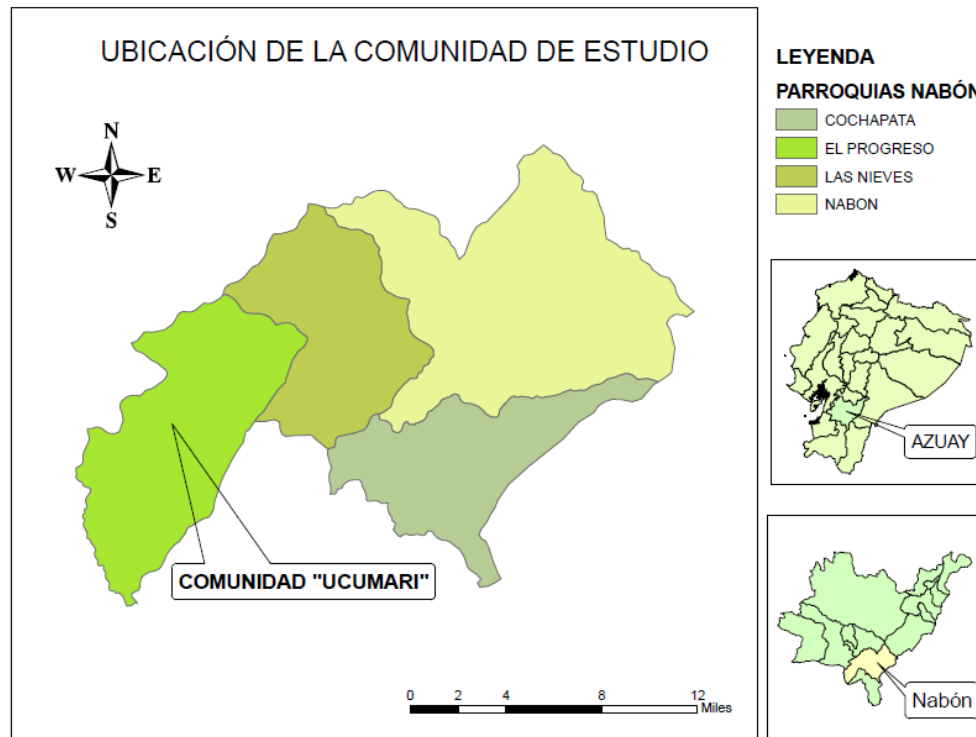 UBICACIÓN DE LA COMUNIDAD DE ESTUDIO
N
W E
S
COMUNIDAD "UCUMARI"
0 2 4 8 12
Miles
LEYENDA
PARROQUIAS NABÓN
COCHAPATA
EL PROGRESO
LAS NIEVES
NABON
AZUAY
Nabón